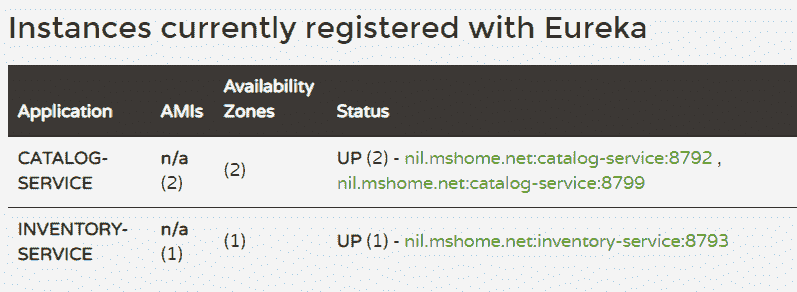 Instances currently registered with Eureka
Availability
Application AMIs Zones Status
CATALOG- n/a UP (2) - nil.mshome.net:catalog-service:8792 ,
SERVICE (2) (2) nil.mshome.net:catalog-service:8799
INVENTORY- n/a (1) UP (1) - nil.mshome.net:inventory-service:8793
SERVICE (1)